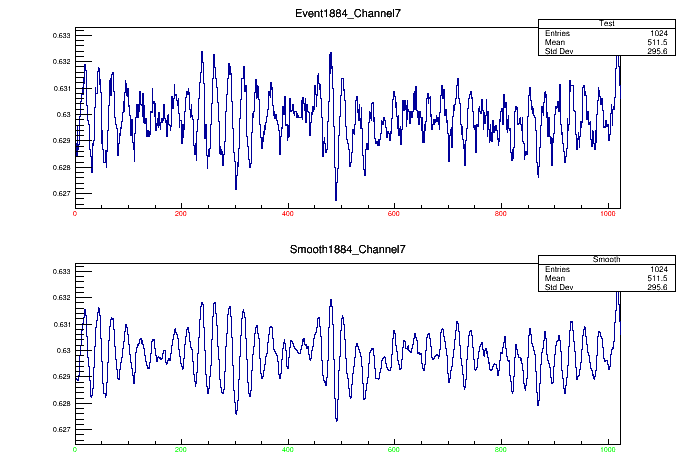 Event1884_Channel7
Test
Entries 1024
Mean 511.5
Std Dev 295.6
0.633
0.632
0.631
0.63
0.629
0.628
0.627
0 200 400 600 800 1000
Smooth1884_Channel7
Smooth
Entries 1024
Mean 511.5
Std Dev 295.6
0.633
0.632
0.631
0.63
0.629
0.628
0.627
0 200 400 600 800 1000